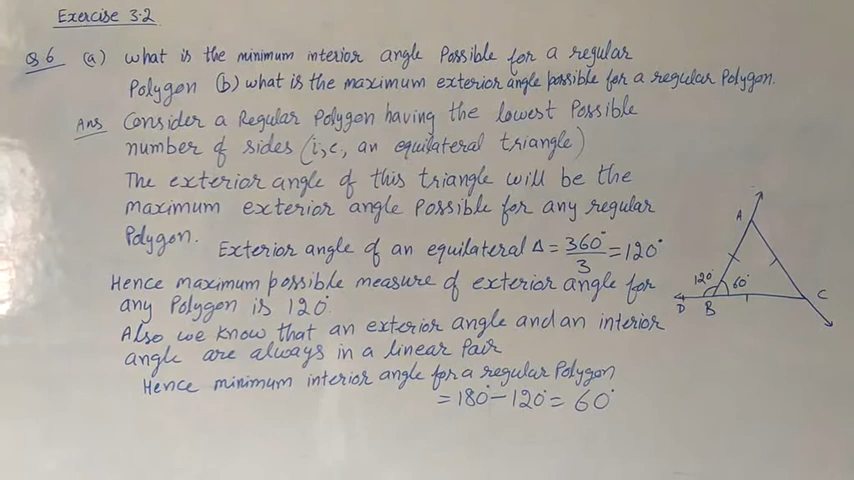 Exercise 3.2
Q 6 (a) what is the minimum interior angle Possible for a regular
Polygon (b) what is the maximum exterior angle possible for a regular Polygon.
Ans Consider a Regular Polygon having the lowest Possible
number of sides (i,e., an equilateral triangle)
The exterior angle of this triangle will be the
maximum exterior angle Possible for any regular
Polygon. Exterior angle of an equilateral Δ = 360°/3 = 120°
Hence maximum possible measure of exterior angle for
any Polygon is 120°.
Also we know that an exterior angle and an interior
angle are always in a linear Pair
Hence minimum interior angle for a regular Polygon
= 180° - 120° = 60°
A
120° 60°
D B C